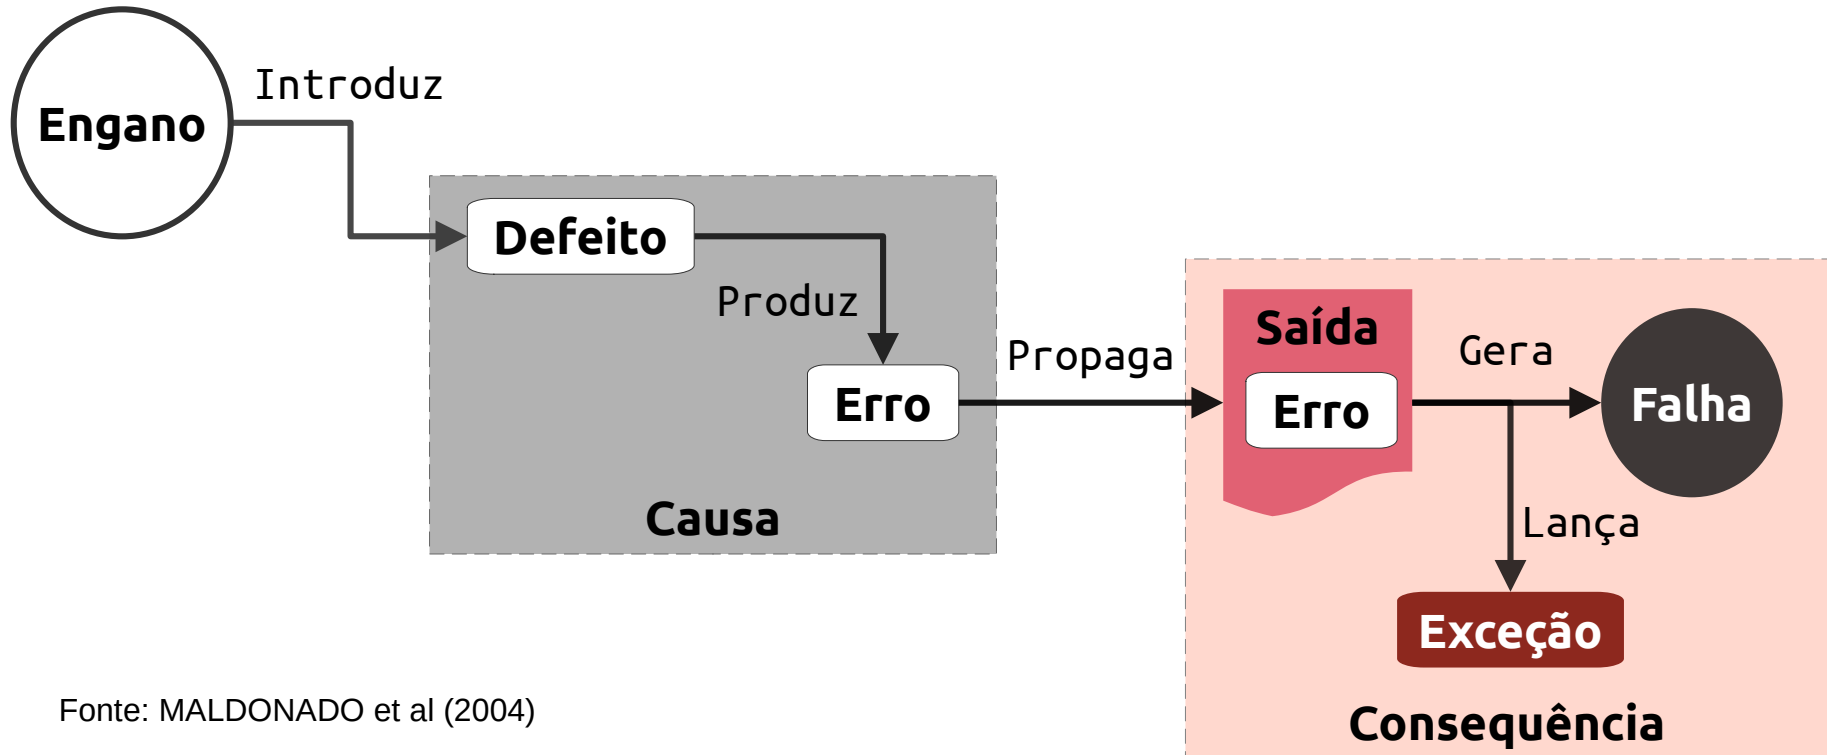 Engano
Introduz
Defeito
Produz
Erro
Causa
Propaga
Saída
Erro
Gera
Falha
Lança
Exceção
Consequência
Fonte: MALDONADO et al (2004)